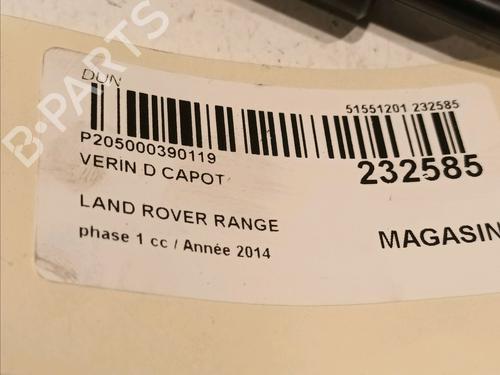 DUN
51551201 232585
P205000390119
VERIN D CAPOT
232585
LAND ROVER RANGE
MAGASIN
phase 1 cc / Année 2014
B-PARTS